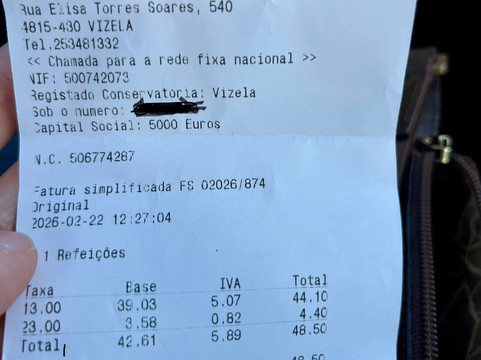 Rua Elisa Torres Soares, 540
4815-430 VIZELA
Tel.253481332
<< Chamada para a rede fixa nacional >>
NIF: 500742073
Registado Conservatoria: Vizela
Sob o numero:
Capital Social: 5000 Euros
N.C. 506774287
Fatura simplificada FS 02026/874
Original
2026-02-22 12:27:04
1 Refeições
Taxa Base IVA Total
13.00 39.03 5.07 44.10
23.00 3.58 0.82 4.40
Total 42.61 5.89 48.50